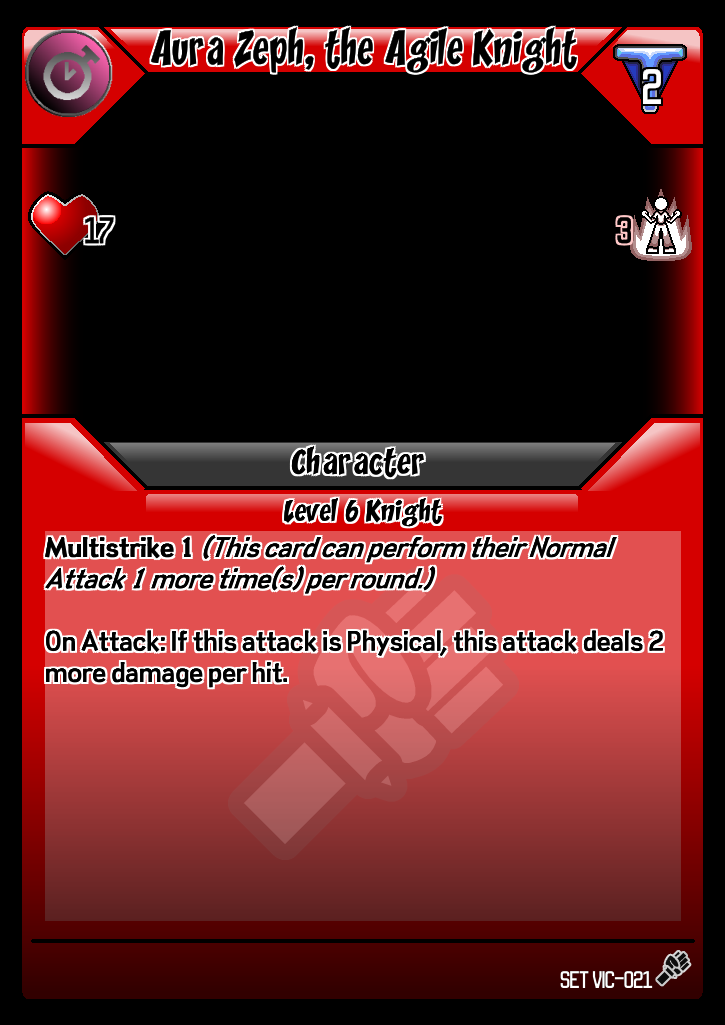 Aura Zeph, the Agile Knight
2
17
3
Character
Level 6 Knight
Multistrike 1 (This card can perform their Normal
Attack 1 more time(s) per round.)
On Attack: If this attack is Physical, this attack deals 2
more damage per hit.
SET VIC-021